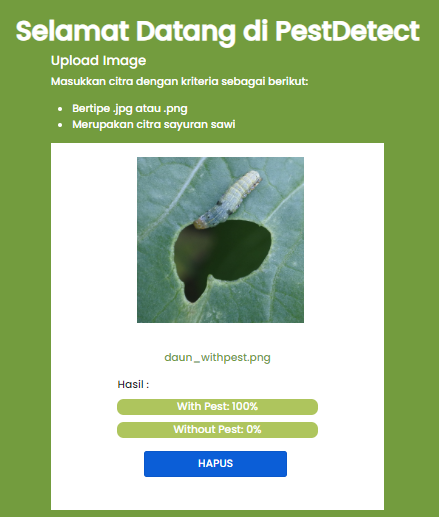 Selamat Datang di PestDetect
Upload Image
Masukkan citra dengan kriteria sebagai berikut:
• Bertipe .jpg atau .png
• Merupakan citra sayuran sawi
daun_withpest.png
Hasil :
With Pest: 100%
Without Pest: 0%
HAPUS